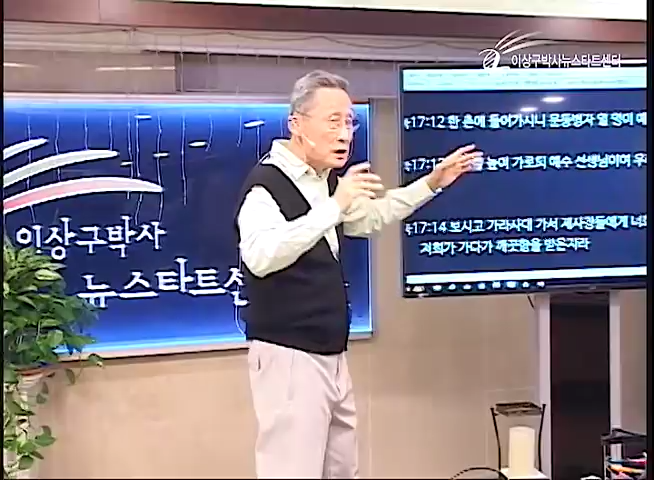 이상구박사뉴스타트센터
17:12 한 촌에 들어가시니 문둥병자 열 명이 예
높여 가로되 예수 선생님이여 우
17:14 보시고 가라사대 가서 제사장들에게 너희
저희가 가다가 깨끗함을 받은지라
이상구박사
뉴스타트센